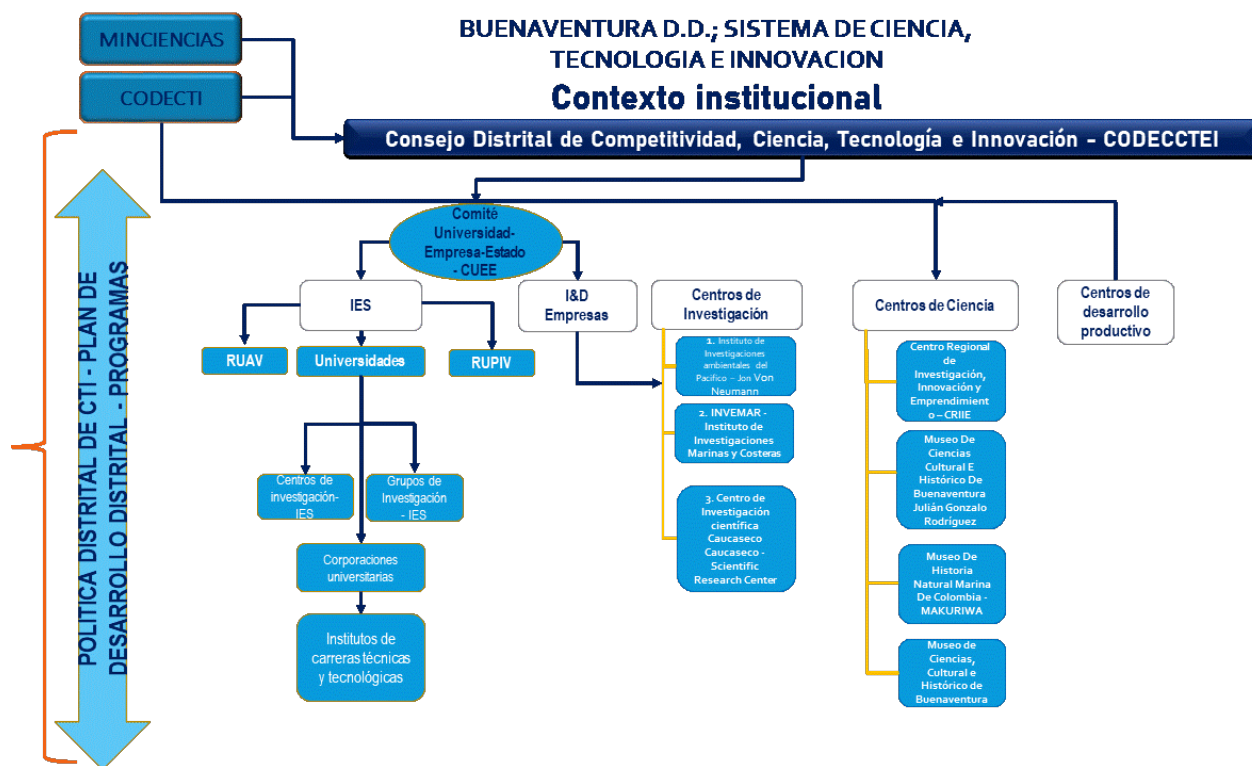 MINCIENCIAS
CODECTI
BUENAVENTURA D.D.; SISTEMA DE CIENCIA,
TECNOLOGIA E INNOVACION
Contexto institucional
Consejo Distrital de Competitividad, Ciencia, Tecnología e Innovación - CODECCTEI
POLITICA DISTRITAL DE CTI - PLAN DE
DESARROLLO DISTRITAL - PROGRAMAS
Comité
Universidad-
Empresa-Estado
- CUEE
IES
I&D
Empresas
Centros de
Investigación
Centros de Ciencia
Centros de
desarrollo
productivo
RUAV
Universidades
RUPIV
Centros de
investigación-
IES
Grupos de
Investigación
- IES
Corporaciones
universitarias
Institutos de
carreras técnicas
y tecnológicas
1. Instituto de
Investigaciones
ambientales del
Pacifico – Jon Von
Neumann
2. INVEMAR -
Instituto de
Investigaciones
Marinas y Costeras
3. Centro de
Investigación
científica
Caucaseco
Caucaseco -
Scientific
Research Center
Centro Regional
de
Investigación,
Innovación y
Emprendimient
o – CRIIE
Museo De
Ciencias
Cultural E
Histórico De
Buenaventura
Julián Gonzalo
Rodríguez
Museo De
Historia
Natural Marina
De Colombia -
MAKURIWA
Museo de
Ciencias,
Cultural e
Histórico de
Buenaventura